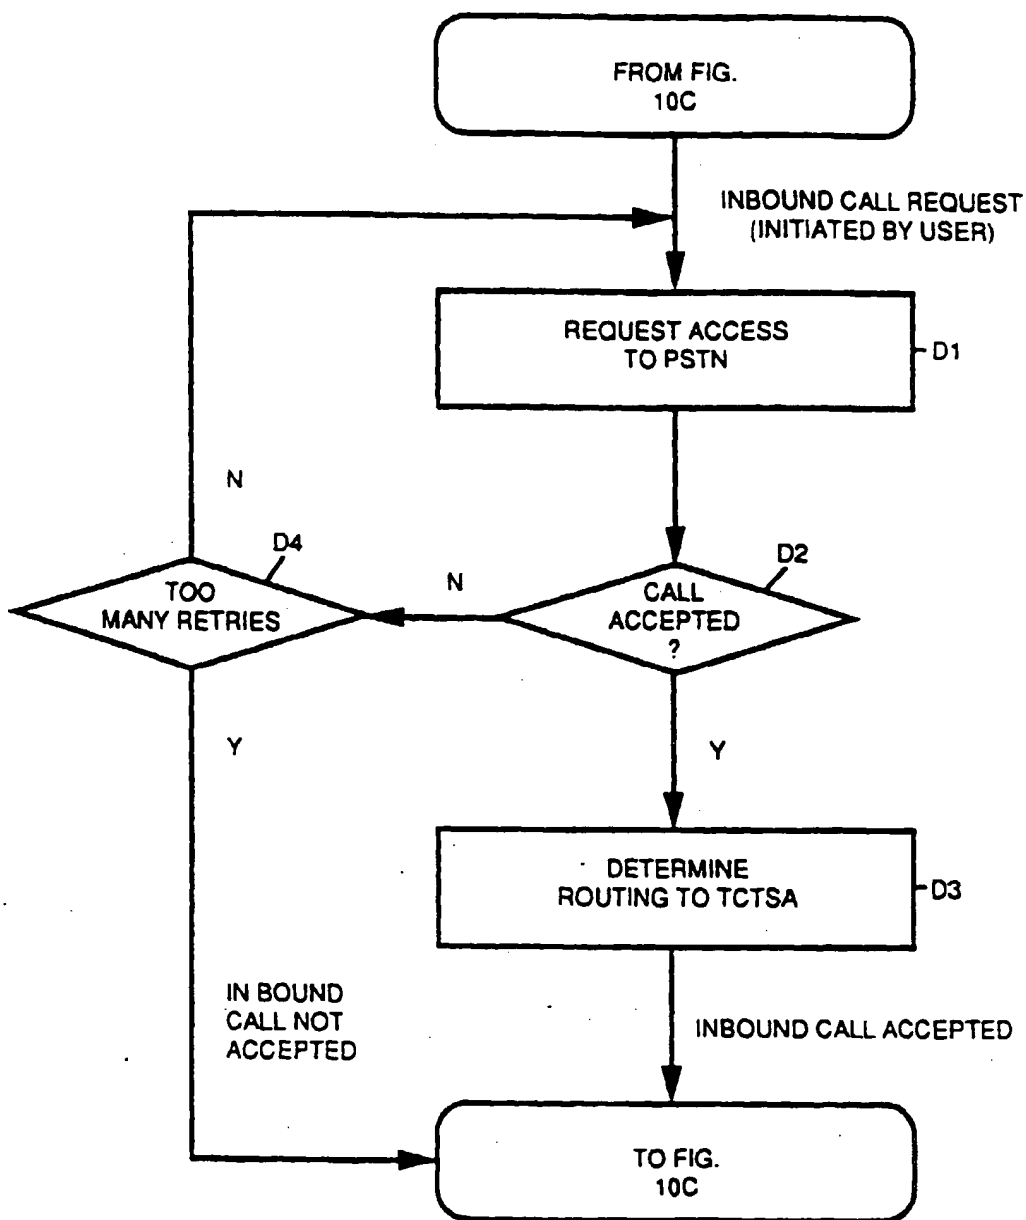 FROM FIG.
10C
INBOUND CALL REQUEST
(INITIATED BY USER)
REQUEST ACCESS
TO PSTN
D1
N
D4
TOO
MANY RETRIES
N
D2
CALL
ACCEPTED
?
Y
Y
DETERMINE
ROUTING TO TCTSA
D3
IN BOUND
CALL NOT
ACCEPTED
INBOUND CALL ACCEPTED
TO FIG.
10C